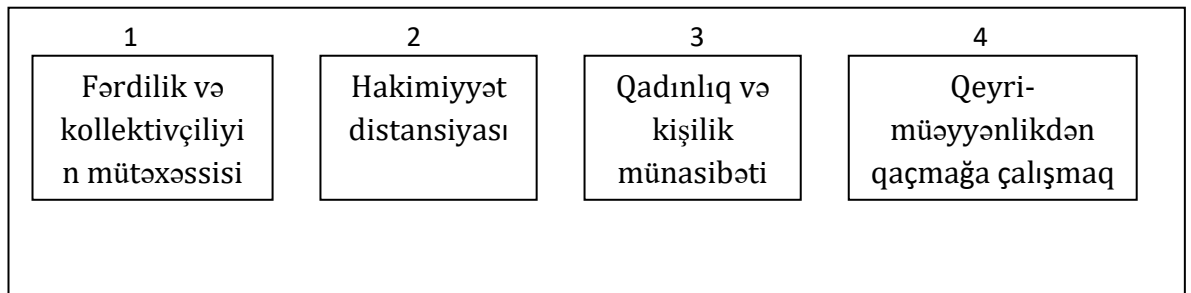 1
2
3
4
Fərdilik və
kollektivçiliyi
n mütəxəssisi
Hakimiyyət
distansiyası
Qadınlıq və
kişilik
münasibəti
Qeyri-
müəyyənlikdən
qaçmağa çalışmaq